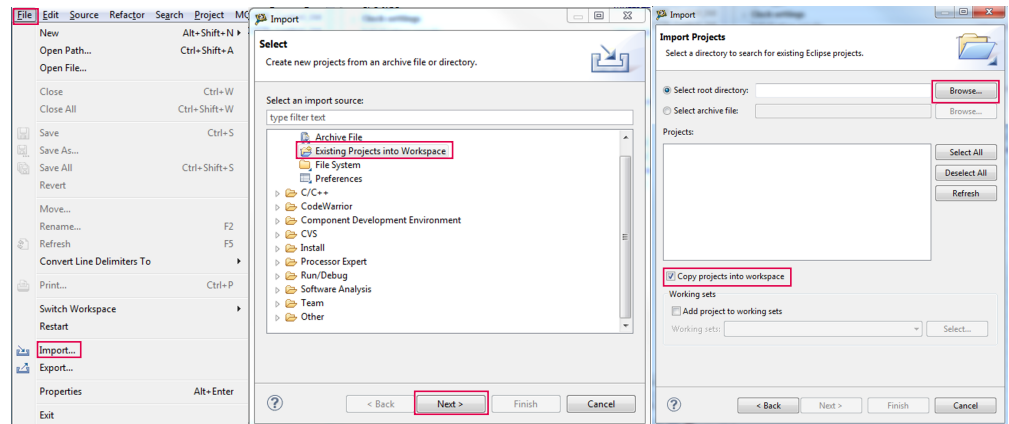 File Edit Source Refactor Search Project
New Alt+Shift+N
Open Path... Ctrl+Shift+A
Open File...
Close Ctrl+W
Close All Ctrl+Shift+W
Save Ctrl+S
Save As...
Save All Ctrl+Shift+S
Revert
Move...
Rename... F2
Refresh F5
Convert Line Delimiters To
Print... Ctrl+P
Switch Workspace
Restart
Import...
Export...
Properties Alt+Enter
Exit
Import
Select
Create new projects from an archive file or directory.
Select an import source:
type filter text
Archive File
Existing Projects into Workspace
File System
Preferences
C/C++
CodeWarrior
Component Development Environment
CVS
Install
Processor Expert
Run/Debug
Software Analysis
Team
Other
? < Back Next > Finish Cancel
Import
Import Projects
Select a directory to search for existing Eclipse projects.
Select root directory: Browse...
Select archive file: Browse...
Projects:
Select All
Deselect All
Refresh
Copy projects into workspace
Working sets
Add project to working sets
Working sets: Select...
? < Back Next > Finish Cancel